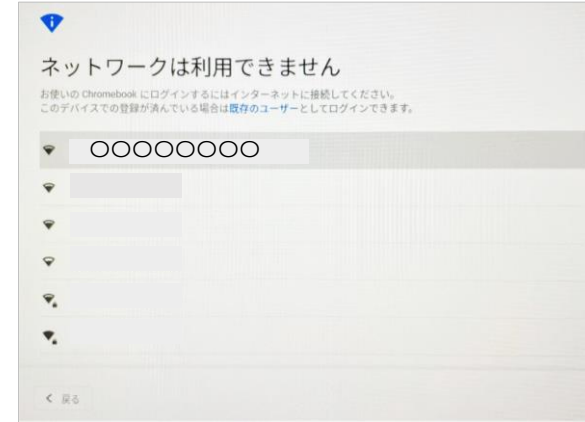 ネットワークは利用できません
お使いの Chromebook にログインするにはインターネットに接続してください。
このデバイスでの登録が済んでいる場合は既存のユーザーとしてログインできます。
〇〇〇〇〇〇〇〇
戻る